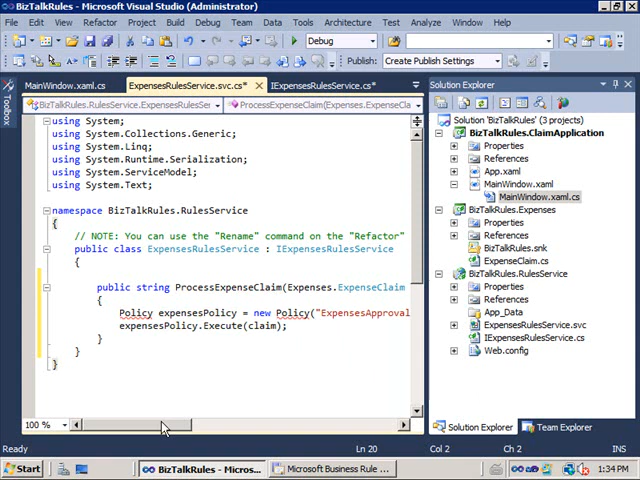 BizTalkRules - Microsoft Visual Studio (Administrator)
File Edit View Refactor Project Build Debug Team Data Tools Architecture Test Analyze Window Help
Debug
Publish: Create Publish Settings
MainWindow.xaml.cs ExpensesRulesService.svc.cs* IExpensesRulesService.cs*
BizTalkRules.RulesService.ExpensesRulesServ ProcessExpenseClaim(Expenses.ExpenseCla
Toolbox
using System;
using System.Collections.Generic;
using System.Linq;
using System.Runtime.Serialization;
using System.ServiceModel;
using System.Text;
namespace BizTalkRules.RulesService
{
// NOTE: You can use the "Rename" command on the "Refactor"
public class ExpensesRulesService : IExpensesRulesService
{
public string ProcessExpenseClaim(Expenses.ExpenseClaim
{
Policy expensesPolicy = new Policy("ExpensesApproval
expensesPolicy.Execute(claim);
}
}
}
100 %
Solution Explorer
Solution 'BizTalkRules' (3 projects)
BizTalkRules.ClaimApplication
Properties
References
App.xaml
MainWindow.xaml
MainWindow.xaml.cs
BizTalkRules.Expenses
Properties
References
BizTalkRules.snk
ExpenseClaim.cs
BizTalkRules.RulesService
Properties
References
App_Data
ExpensesRulesService.svc
IExpensesRulesService.cs
Web.config
Solution Explorer Team Explorer
Ready Ln 20 Col 2 Ch 2 INS
Start BizTalkRules - Micros... Microsoft Business Rule ... 1:34 PM